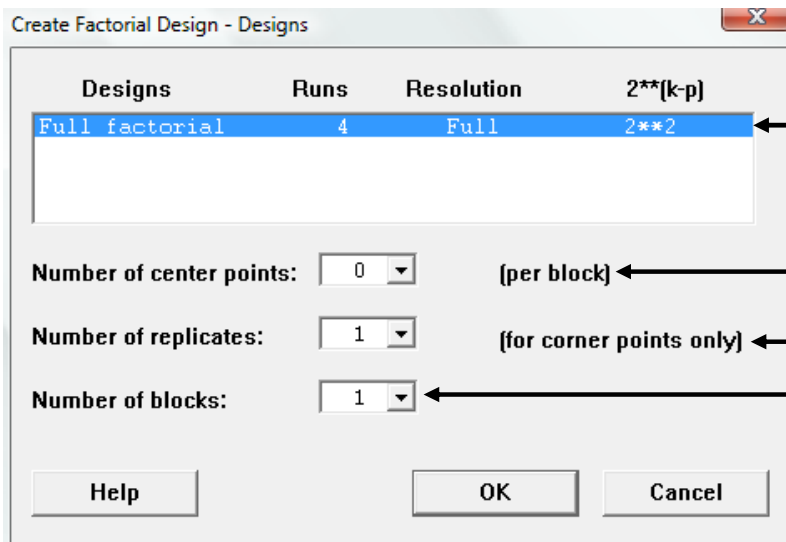 Create Factorial Design - Designs
Designs Runs Resolution 2**(k-p)
Full factorial 4 Full 2**2
Number of center points: 0 (per block)
Number of replicates: 1 (for corner points only)
Number of blocks: 1
Help OK Cancel